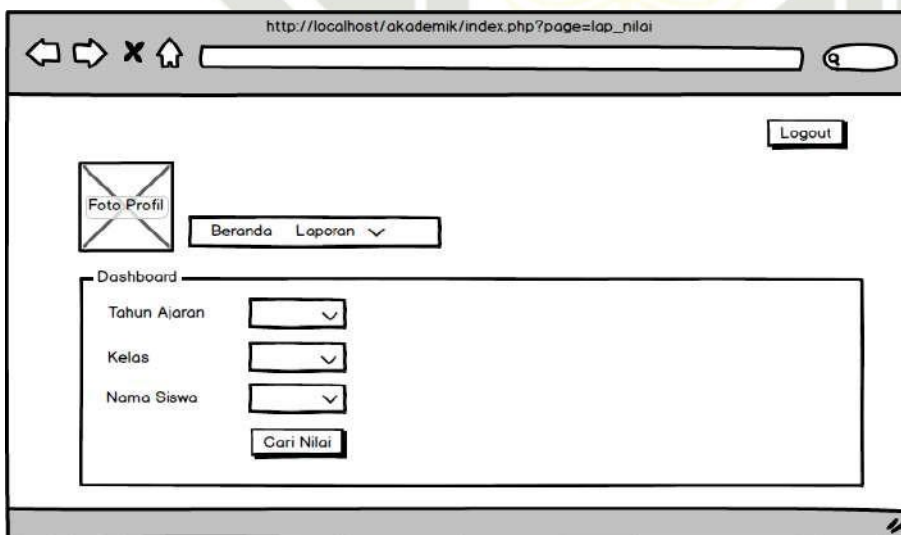 http://localhost/akademik/index.php?page=lap_nilai
Logout
Foto Profil
Beranda Laporan
Dashboard
Tahun Ajaran
Kelas
Nama Siswa
Cari Nilai